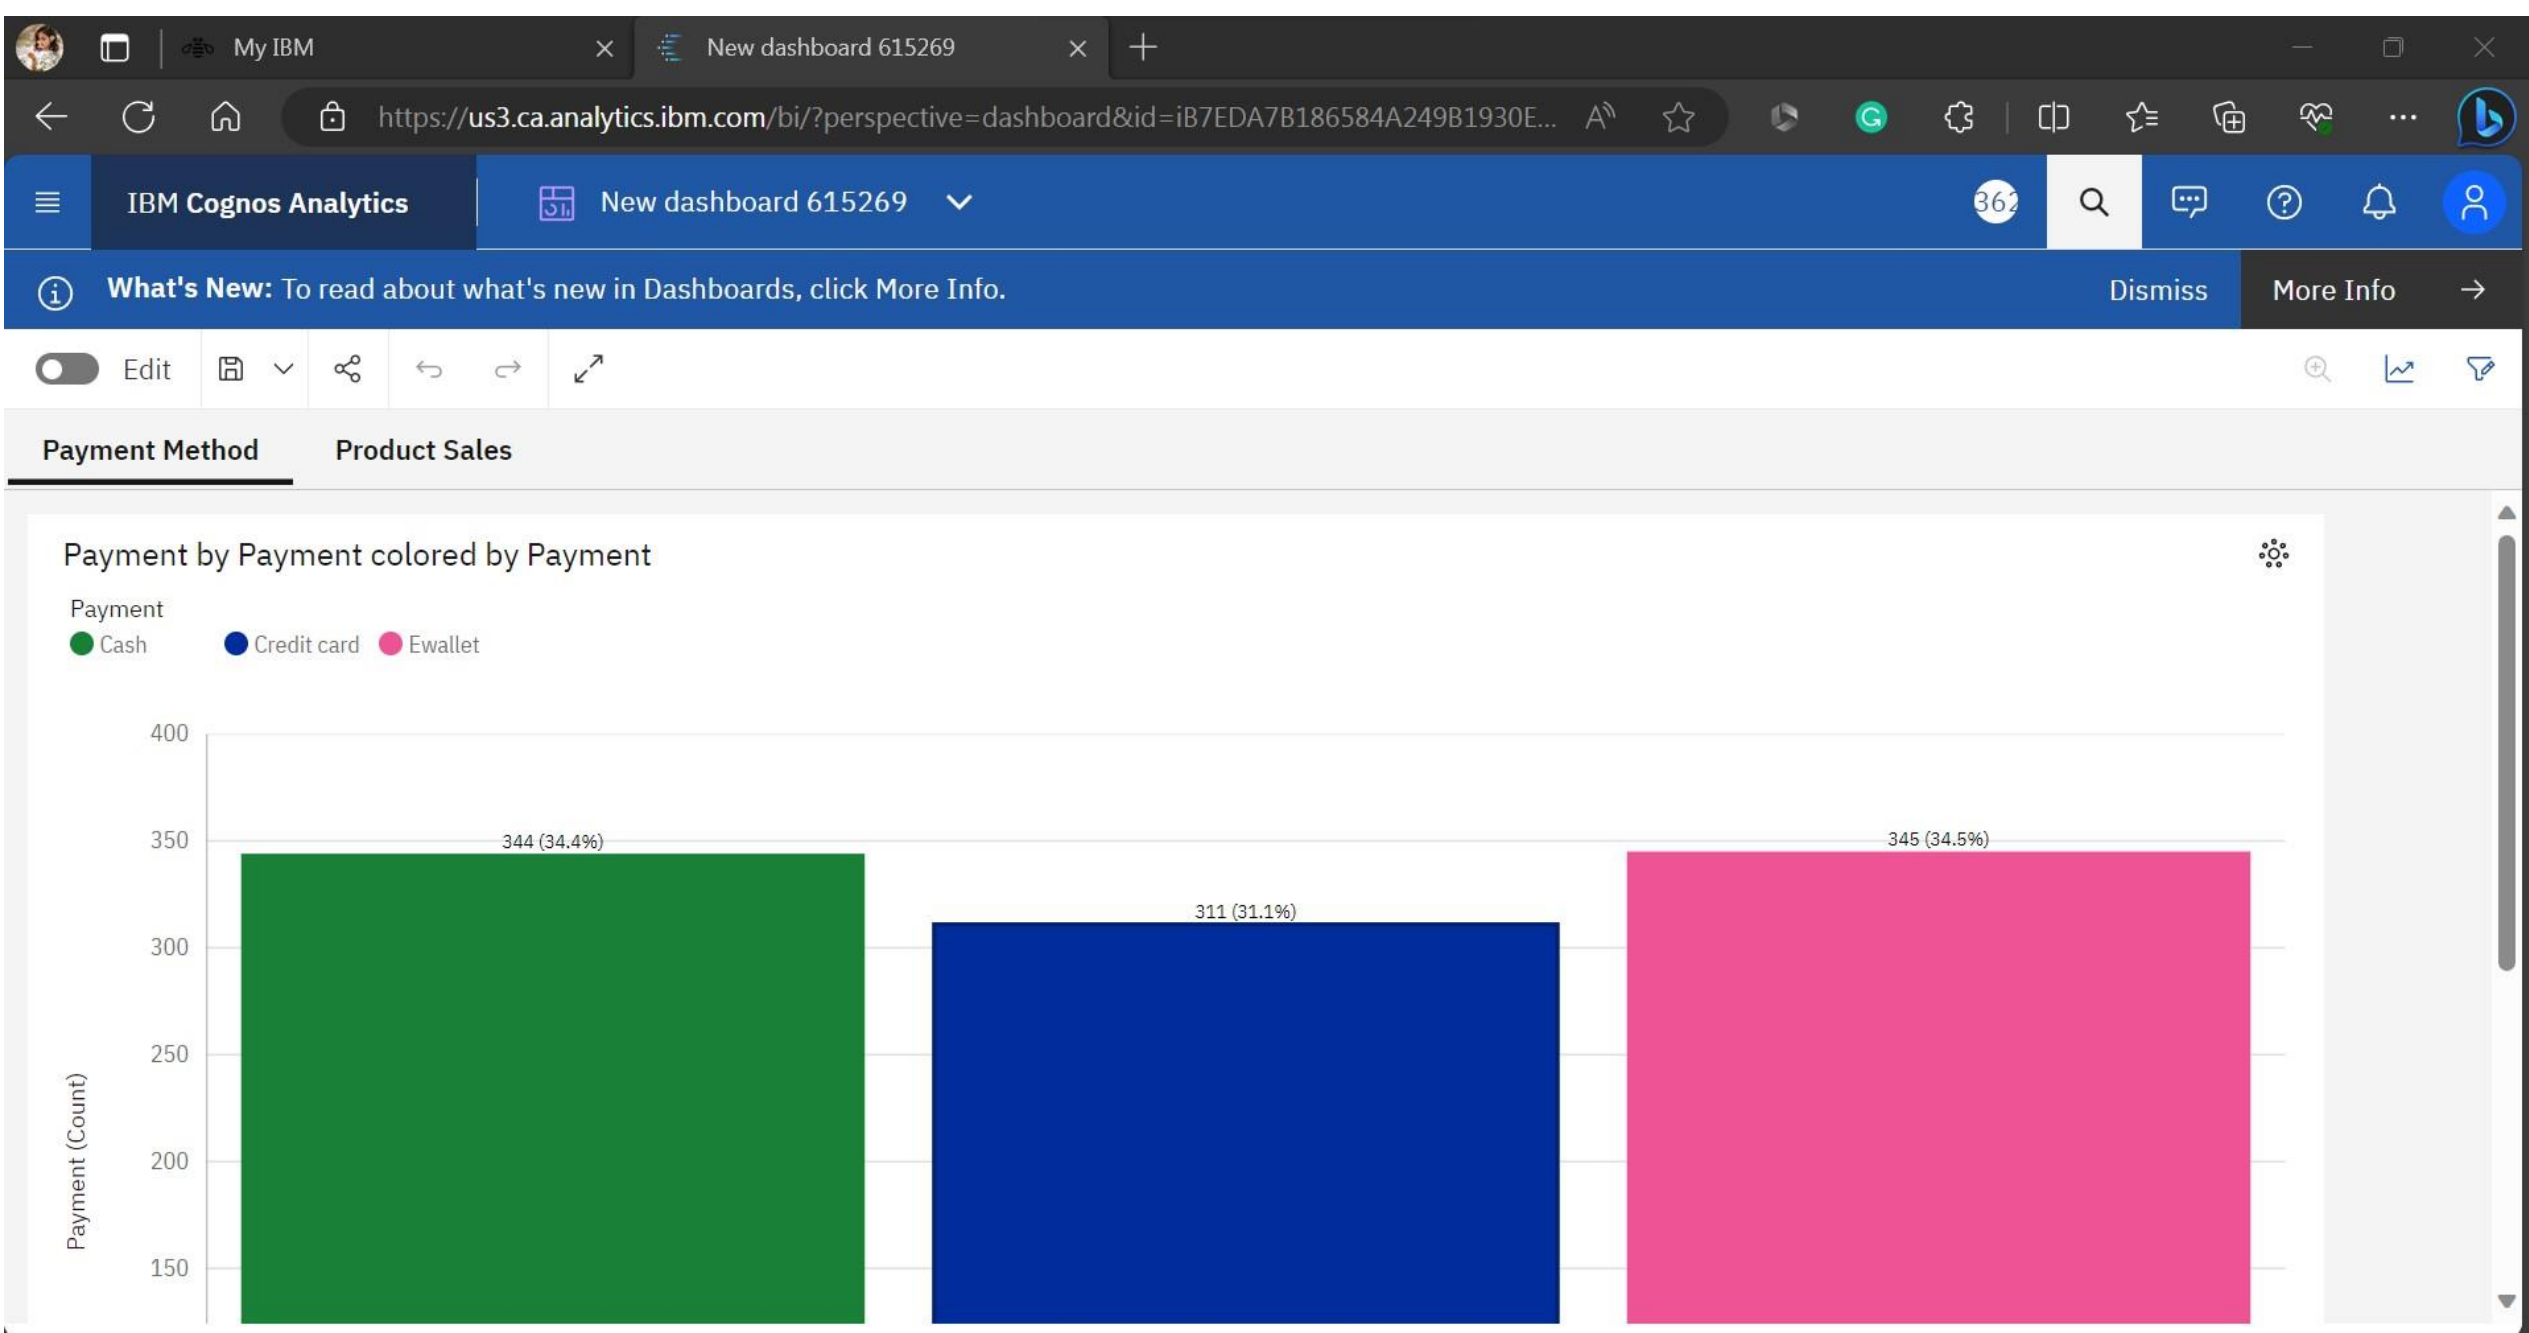 My IBM
New dashboard 615269
https://us3.ca.analytics.ibm.com/bi/?perspective=dashboard&id=iB7EDA7B186584A249B1930E...
IBM Cognos Analytics
New dashboard 615269
362
What's New: To read about what's new in Dashboards, click More Info.
Dismiss
More Info
Edit
Payment Method
Product Sales
Payment by Payment colored by Payment
Payment
Cash
Credit card
Ewallet
400
350
300
250
200
150
Payment (Count)
344 (34.4%)
311 (31.1%)
345 (34.5%)